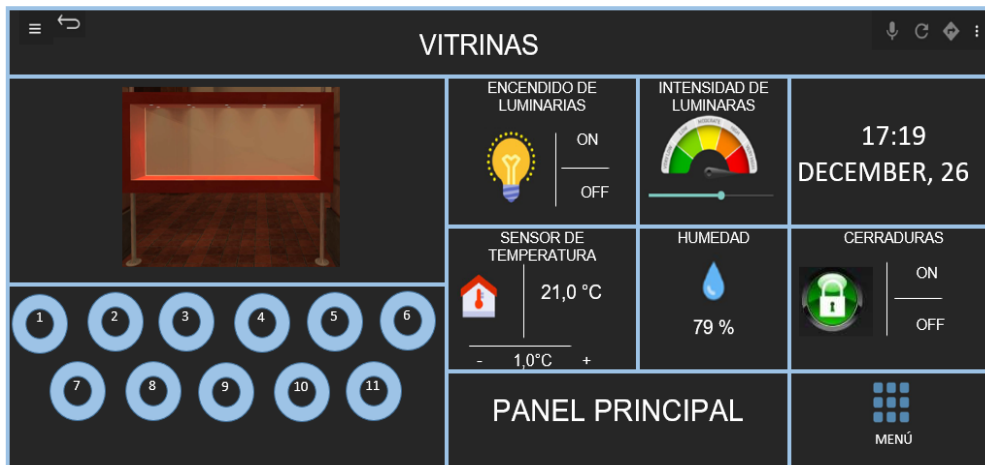 VITRINAS
ENCENDIDO DE
LUMINARIAS
ON
OFF
INTENSIDAD DE
LUMINARAS
17:19
DECEMBER, 26
SENSOR DE
TEMPERATURA
21,0 °C
- 1,0°C +
HUMEDAD
79 %
CERRADURAS
ON
OFF
1 2 3 4 5 6
7 8 9 10 11
PANEL PRINCIPAL
MENÚ